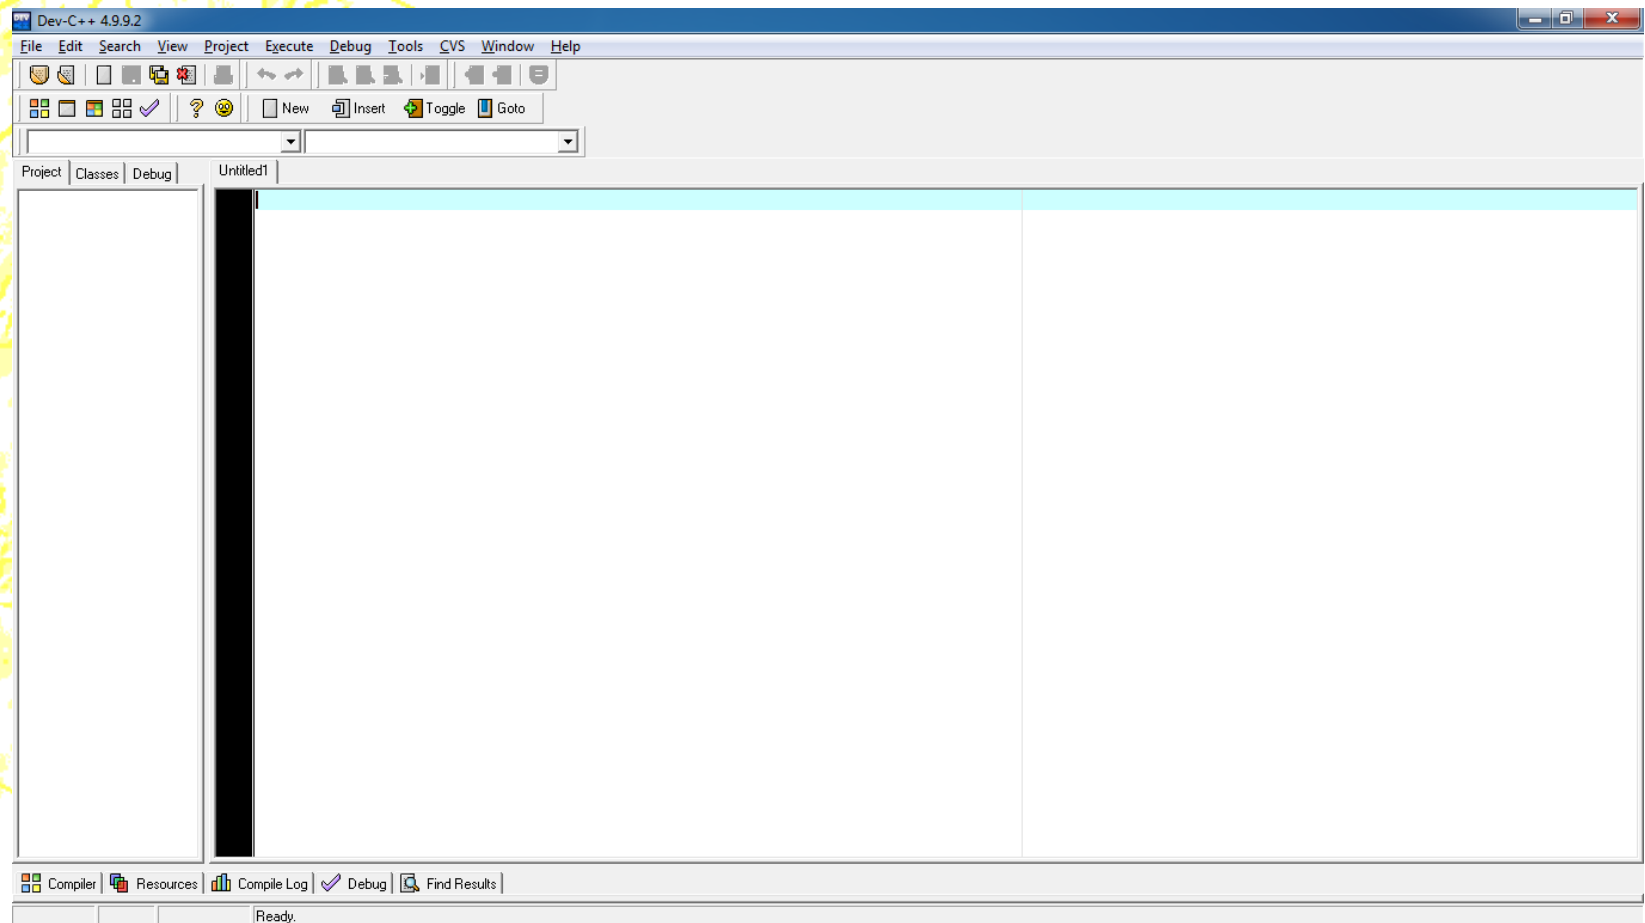 Dev-C++ 4.9.9.2
File Edit Search View Project Execute Debug Tools CVS Window Help
New Insert Toggle Goto
Project Classes Debug Untitled1
Compiler Resources Compile Log Debug Find Results
Ready.